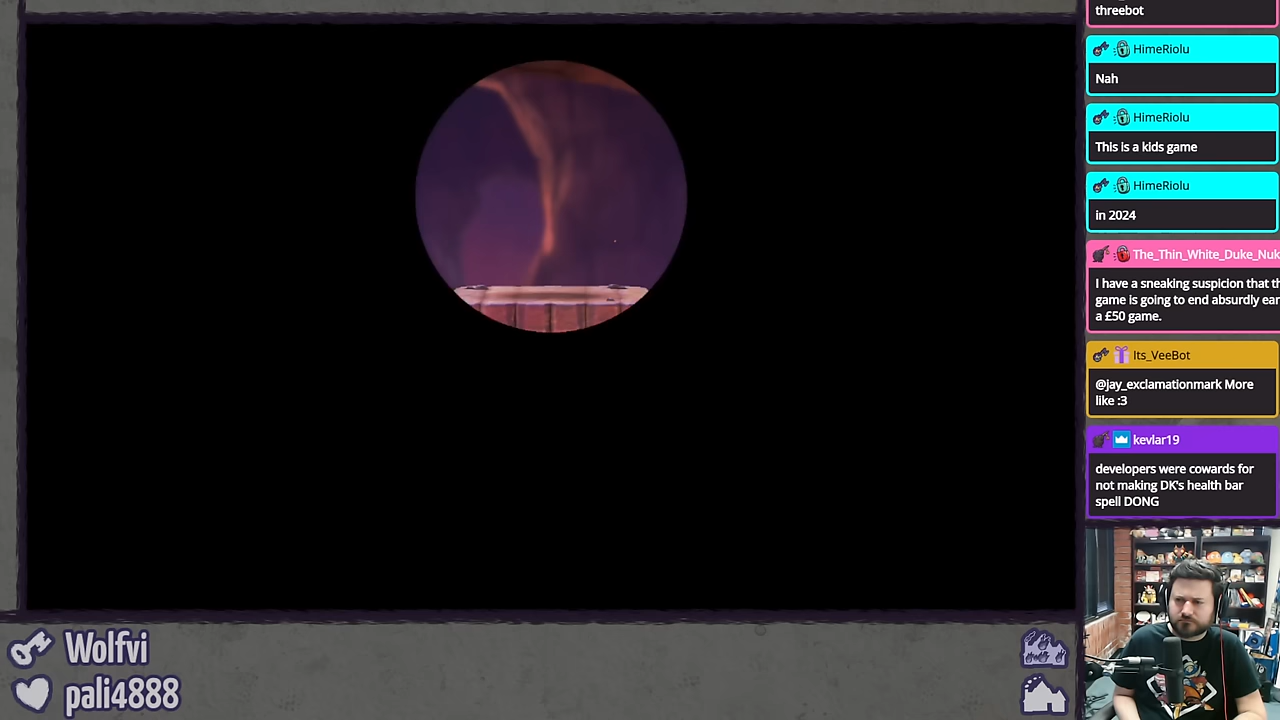 threebot
HimeRiolu
Nah
HimeRiolu
This is a kids game
HimeRiolu
in 2024
The_Thin_White_Duke_Nuk
I have a sneaking suspicion that
game is going to end absurdly
a £50 game.
Its_VeeBot
@jay_exclamationmark More
like :3
kevlar19
developers were cowards for
not making DK's health bar
spell DONG
Wolfvi
pali4888